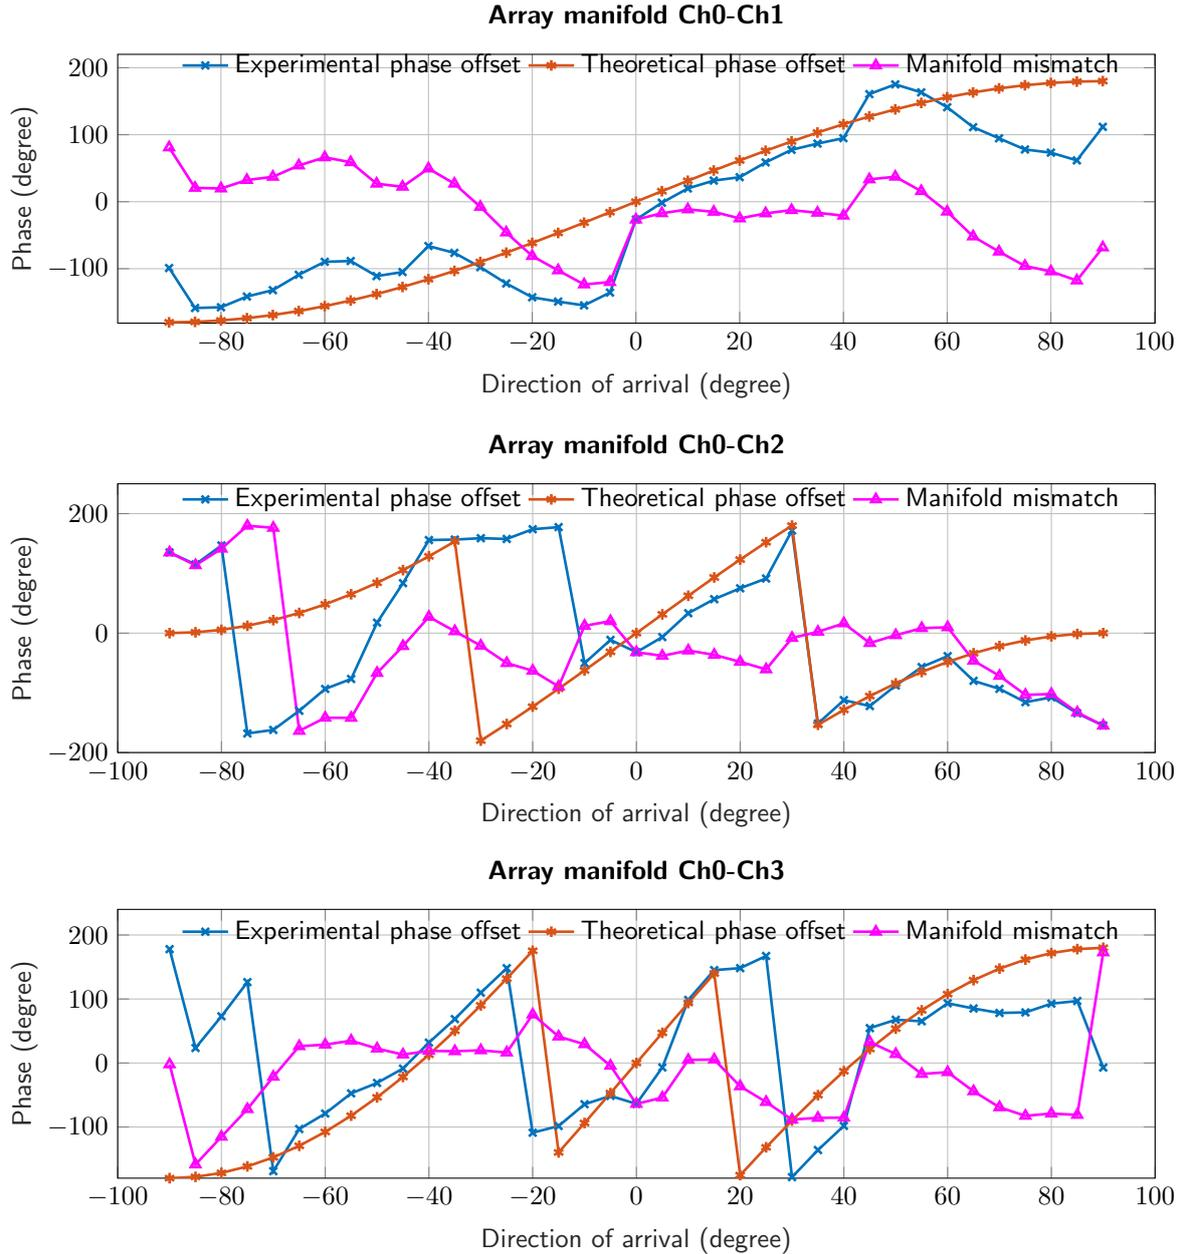 Array manifold Ch0-Ch1
Experimental phase offset Theoretical phase offset Manifold mismatch
200
100
0
−100
Phase (degree)
−80 −60 −40 −20 0 20 40 60 80 100
Direction of arrival (degree)
Array manifold Ch0-Ch2
Experimental phase offset Theoretical phase offset Manifold mismatch
200
0
−200
Phase (degree)
−100 −80 −60 −40 −20 0 20 40 60 80 100
Direction of arrival (degree)
Array manifold Ch0-Ch3
Experimental phase offset Theoretical phase offset Manifold mismatch
200
100
0
−100
Phase (degree)
−100 −80 −60 −40 −20 0 20 40 60 80 100
Direction of arrival (degree)